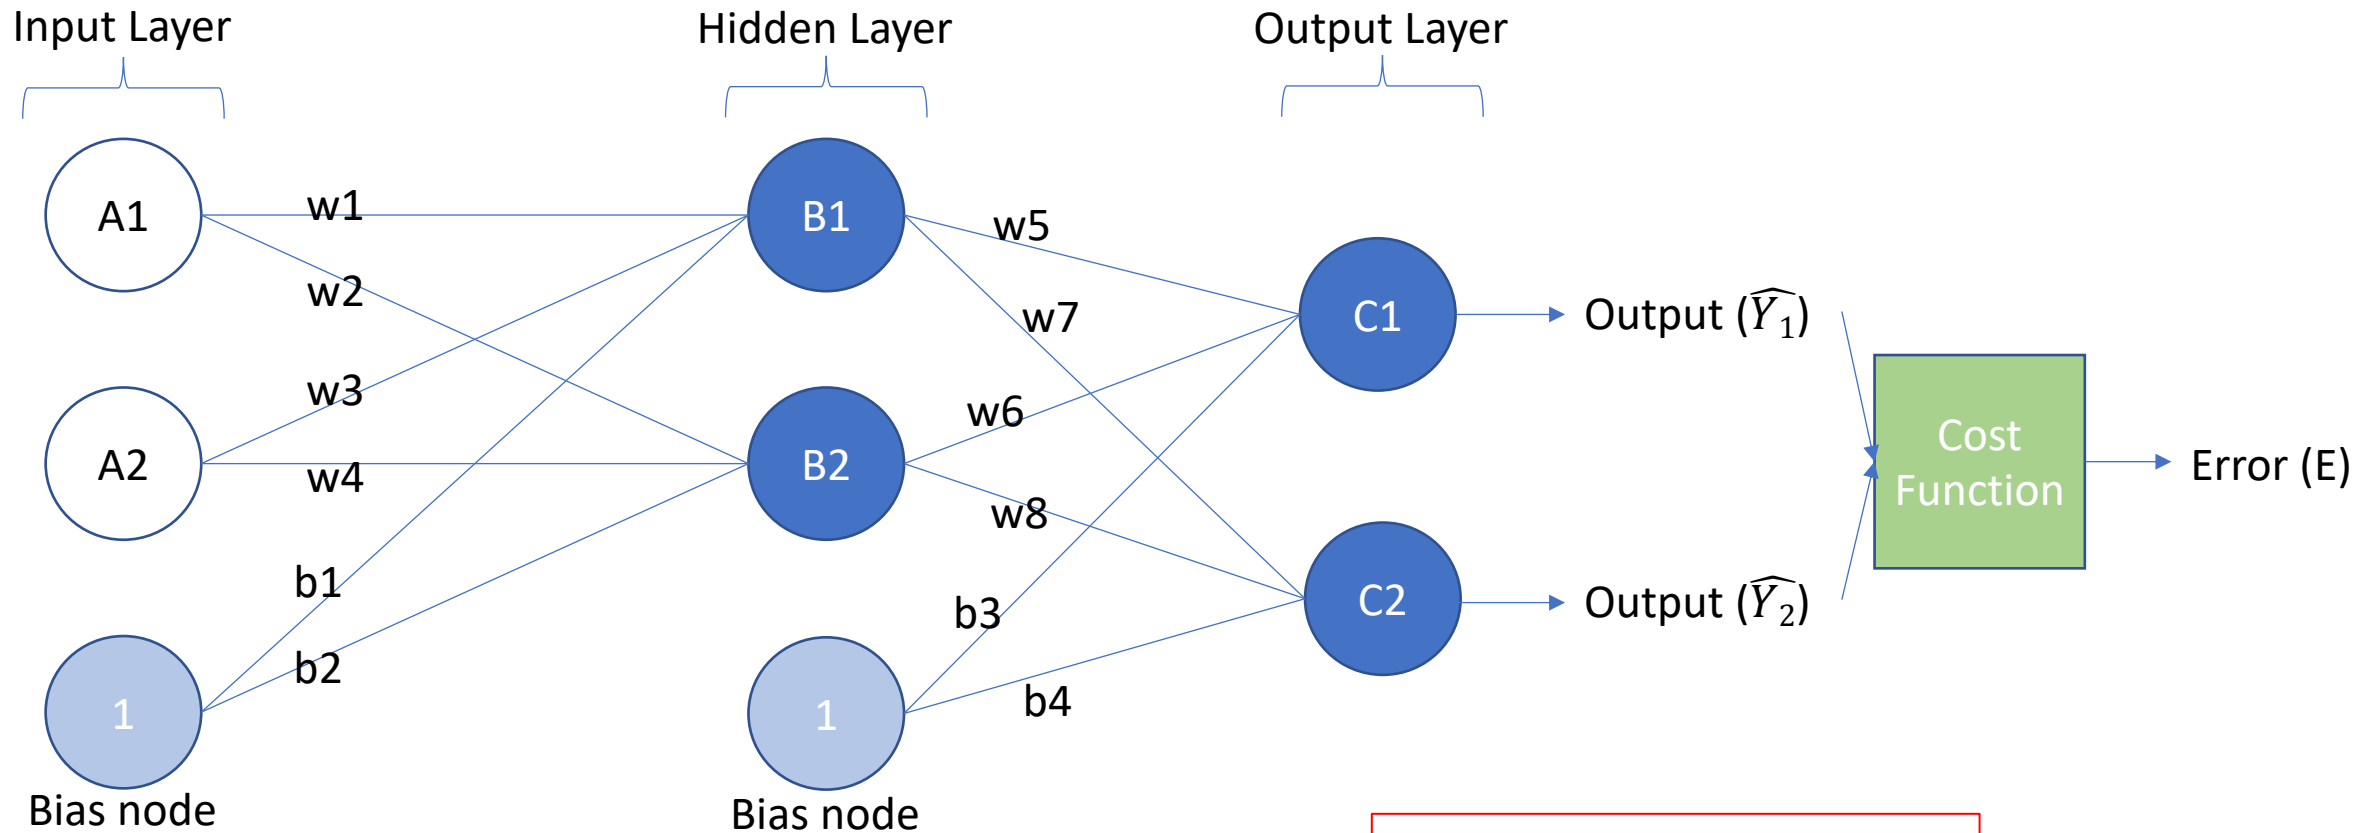 Input Layer
Hidden Layer
Output Layer
A1
w1
w2
B1
w5
w7
C1
Output (Ŷ₁)
A2
w3
w4
B2
w6
w8
Cost
Function
Error (E)
b1
b2
b3
b4
C2
Output (Ŷ₂)
1
Bias node
1
Bias node